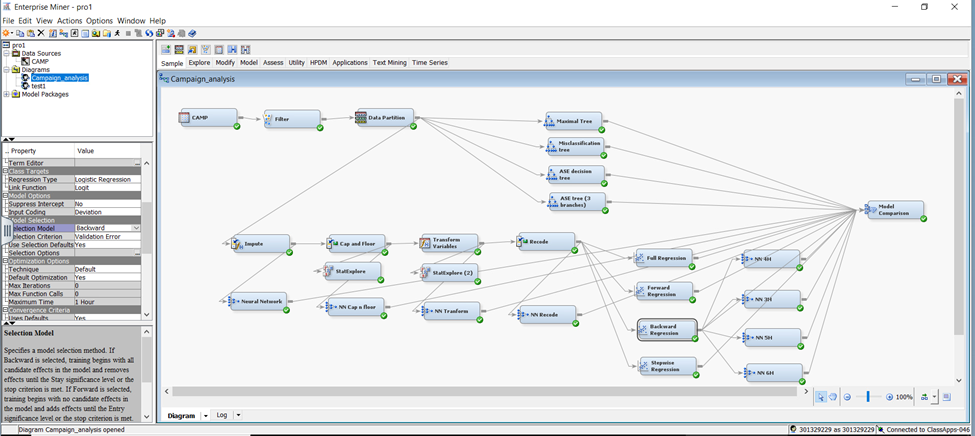 Enterprise Miner - pro1
File Edit View Actions Options Window Help
pro1
Data Sources
CAMP
Diagrams
Campaign_analysis
test1
Model Packages
Sample Explore Modify Model Assess Utility HPDM Applications Text Mining Time Series
Campaign_analysis
.. Property Value
Term Editor ...
Class Targets
Regression Type Logistic Regression
Link Function Logit
Model Options
Suppress Intercept No
Input Coding Deviation
Model Selection
Selection Model Backward
Selection Criterion Validation Error
Use Selection Defaults Yes
Selection Options ...
Optimization Options
Technique Default
Default Optimization Yes
Max Iterations 0
Max Function Calls 0
Maximum Time 1 Hour
Convergence Criteria
Uses Defaults Yes
Selection Model
Specifies a model selection method. If
Backward is selected, training begins with all
candidate effects in the model and removes
effects until the Stay significance level or the
stop criterion is met. If Forward is selected,
training begins with no candidate effects in
the model and adds effects until the Entry
significance level or the stop criterion is met.
CAMP
Filter
Data Partition
Maximal Tree
Misclassification
tree
ASE decision
tree
ASE tree (3
branches)
Model
Comparison
Impute
Cap and Floor
Transform
Variables
Recode
StatExplore
StatExplore (2)
Full Regression
NN 4H
Neural Network
NN Cap n floor
NN Tranform
NN Recode
Forward
Regression
NN 3H
Backward
Regression
NN 5H
Stepwise
Regression
NN 6H
100%
Diagram Log
Diagram Campaign_analysis opened
301329229 as 301329229 Connected to ClassApps-046